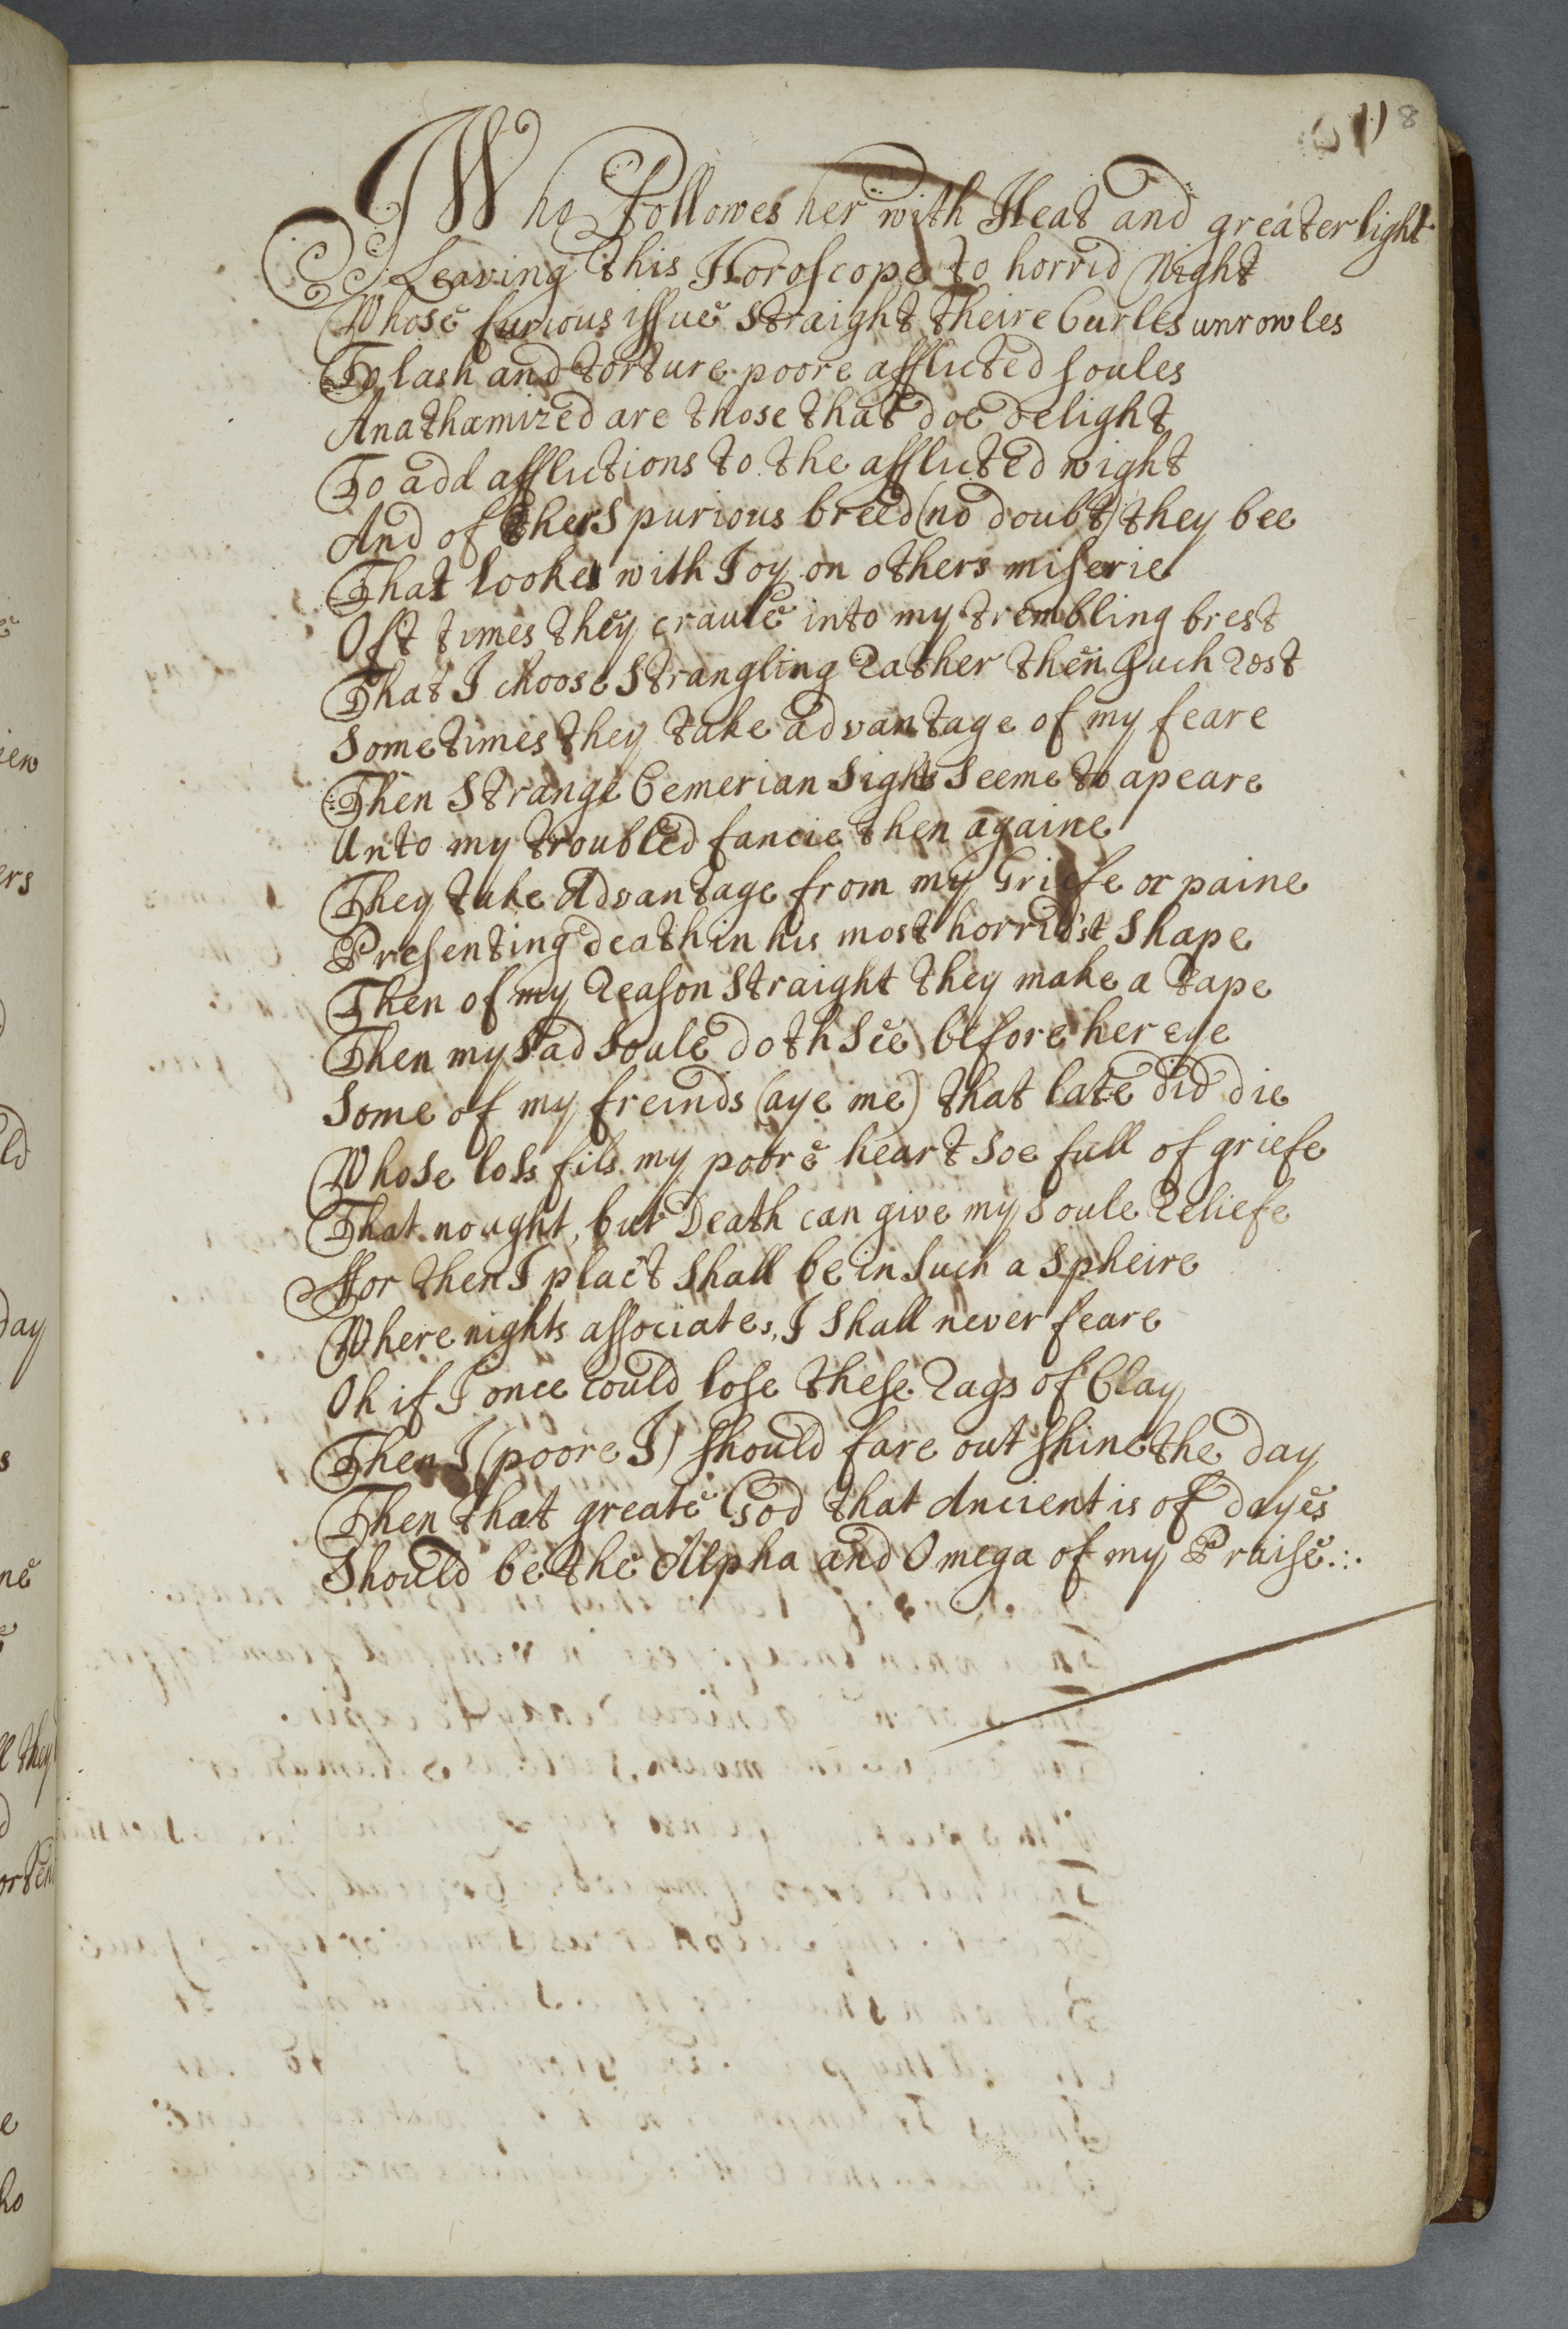 8
Who Followes her with Heat and greater light
Leaving this Horoscope to horrid Night
Whose furious issue straight theire Curles unrowles
To lash and torture poore afflicted soules
Anathamized are those that doe delight
To add afflictions to the afflicted wight
And of ther Spurious breed (no doubt) they bee
That lookes with Joy on others miserie
Oft times they craule into my trembling brest
That I choose Strangling Rather then Such Rest
Sometimes they take advantage of my feare
Then Strange Cemerian Sights Seeme to apeare
Unto my troubled fancie then againe
They take Advantage from my Griefe or paine
Presenting death in his most horrid'st Shape
Then of my Reason Straight they make a Rape
Then my Sad Soule doth See before her eye
Some of my freinds (aye me) that late did die
Whose loss fils my poore heart soe full of griefe
That nought, but Death can give my Soule Reliefe
ffor then I plac't Shall be in Such a Spheire
Where nights associates, I Shall never feare
Oh if I once could lose these Rags of Clay
Then I (poore I) should fare out shine the day
Then that greate God that Ancient is of dayes
Should be the Alpha and Omega of my Praise.:.
day